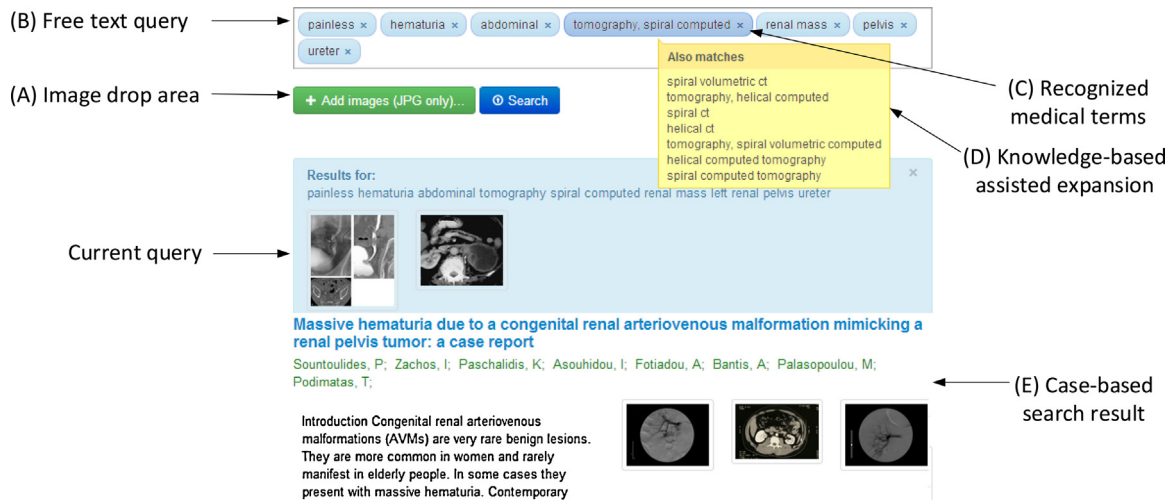 (B) Free text query
painless × hematuria × abdominal × tomography, spiral computed × renal mass × pelvis ×
ureter ×
Also matches
spiral volumetric ct
tomography, helical computed
spiral ct
helical ct
tomography, spiral volumetric computed
helical computed tomography
spiral computed tomography
(A) Image drop area
+ Add images (JPG only)... Search
(C) Recognized
medical terms
(D) Knowledge-based
assisted expansion
Results for: ×
painless hematuria abdominal tomography spiral computed renal mass left renal pelvis ureter
Current query
Massive hematuria due to a congenital renal arteriovenous malformation mimicking a
renal pelvis tumor: a case report
Sountoulides, P; Zachos, I; Paschalidis, K; Asouhidou, I; Fotiadou, A; Bantis, A; Palasopoulou, M;
Podimatas, T;
(E) Case-based
search result
Introduction Congenital renal arteriovenous
malformations (AVMs) are very rare benign lesions.
They are more common in women and rarely
manifest in elderly people. In some cases they
present with massive hematuria. Contemporary